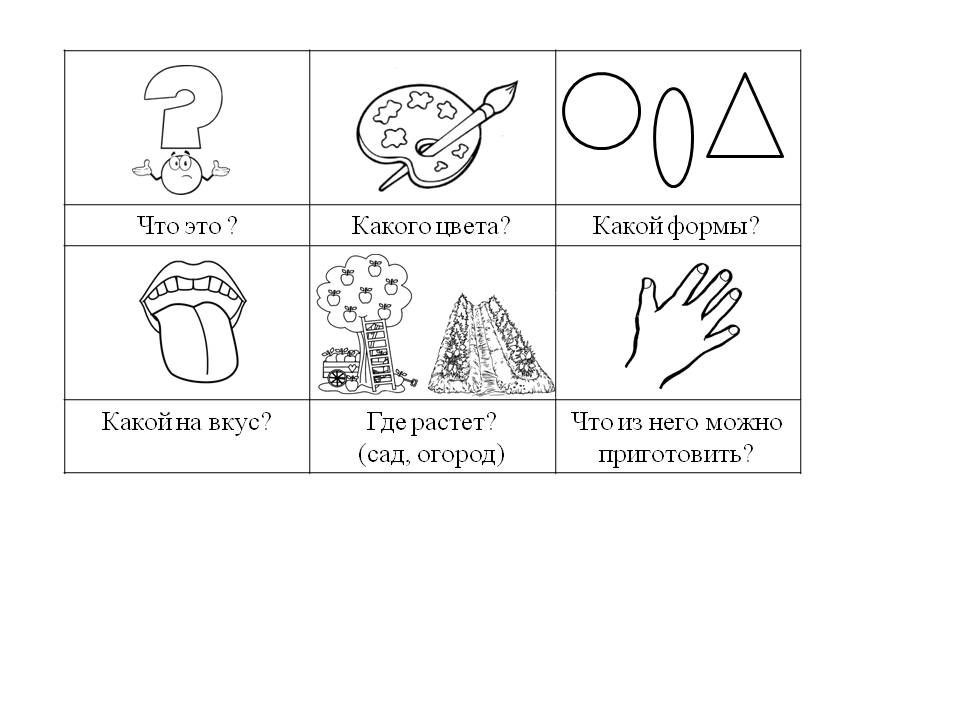 Что это ?
Какого цвета?
Какой формы?
Какой на вкус?
Где растет?
(сад, огород)
Что из него можно
приготовить?